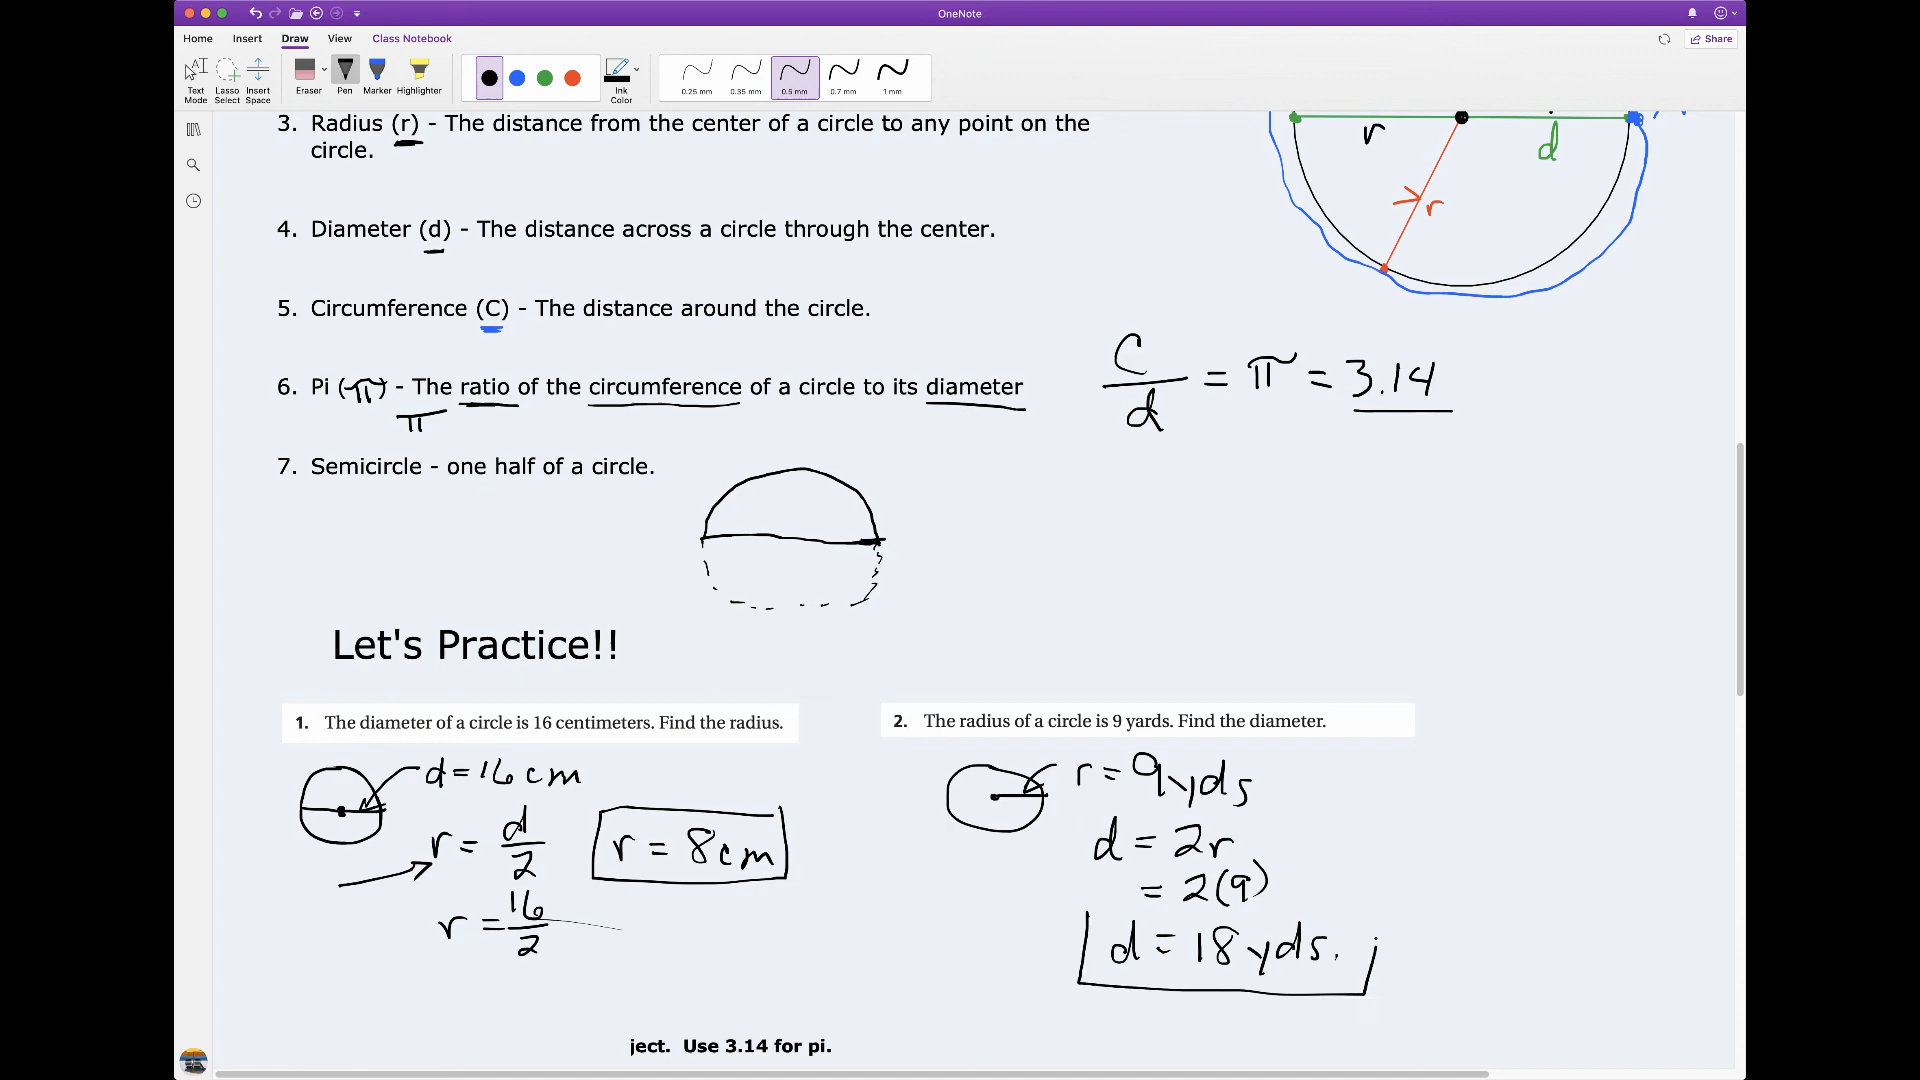 OneNote
Home Insert Draw View Class Notebook
Share
Text Mode
Lasso Select
Insert Space
Eraser
Pen
Marker
Highlighter
Ink Color
0.25 mm
0.35 mm
0.5 mm
0.7 mm
1 mm
3. Radius (r) - The distance from the center of a circle to any point on the
circle.
r
d
r
4. Diameter (d) - The distance across a circle through the center.
5. Circumference (C) - The distance around the circle.
6. Pi (π) - The ratio of the circumference of a circle to its diameter
π
C/d = π = 3.14
7. Semicircle - one half of a circle.
Let's Practice!!
1. The diameter of a circle is 16 centimeters. Find the radius.
d = 16 cm
r = d/2
r = 8cm
r = 16/2
2. The radius of a circle is 9 yards. Find the diameter.
r = 9yds
d = 2r
= 2(9)
d = 18yds.
ject. Use 3.14 for pi.